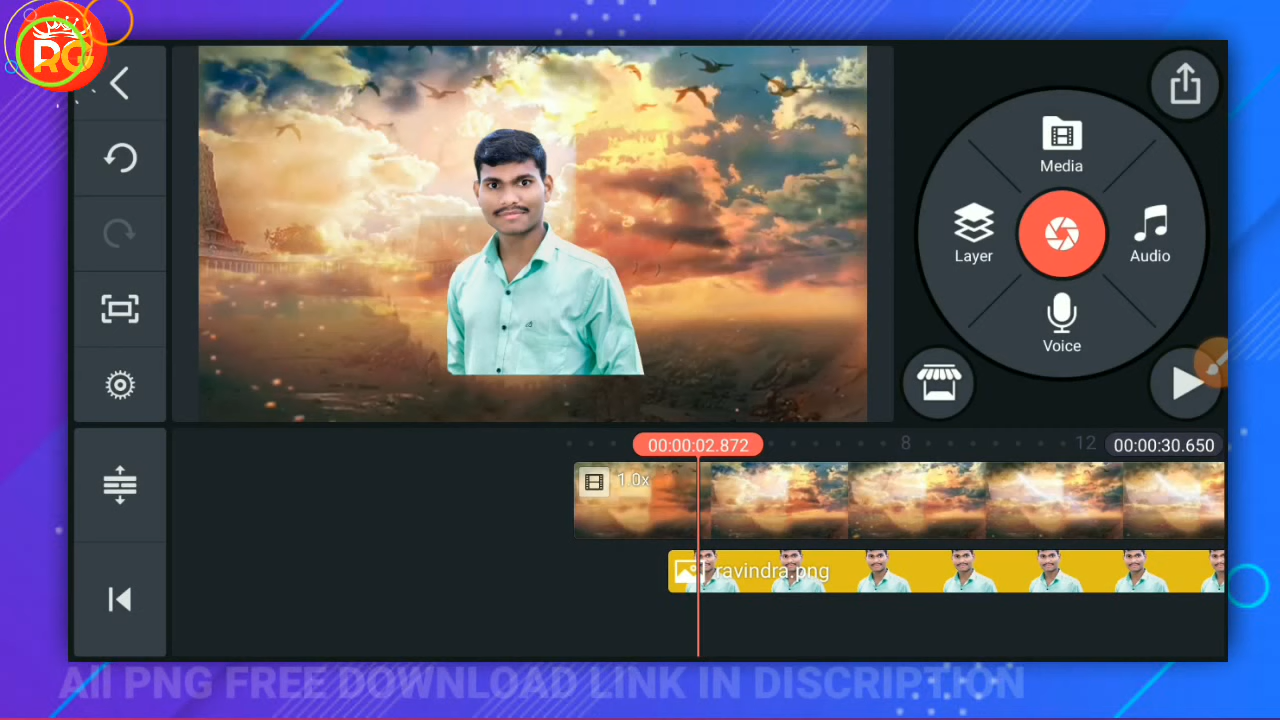 RG
Media
Layer
Audio
Voice
00:00:02.872
8
12
00:00:30.650
1.0x
ravindra.png
All PNG FREE DOWNLOAD LINK IN DISCRIPTION